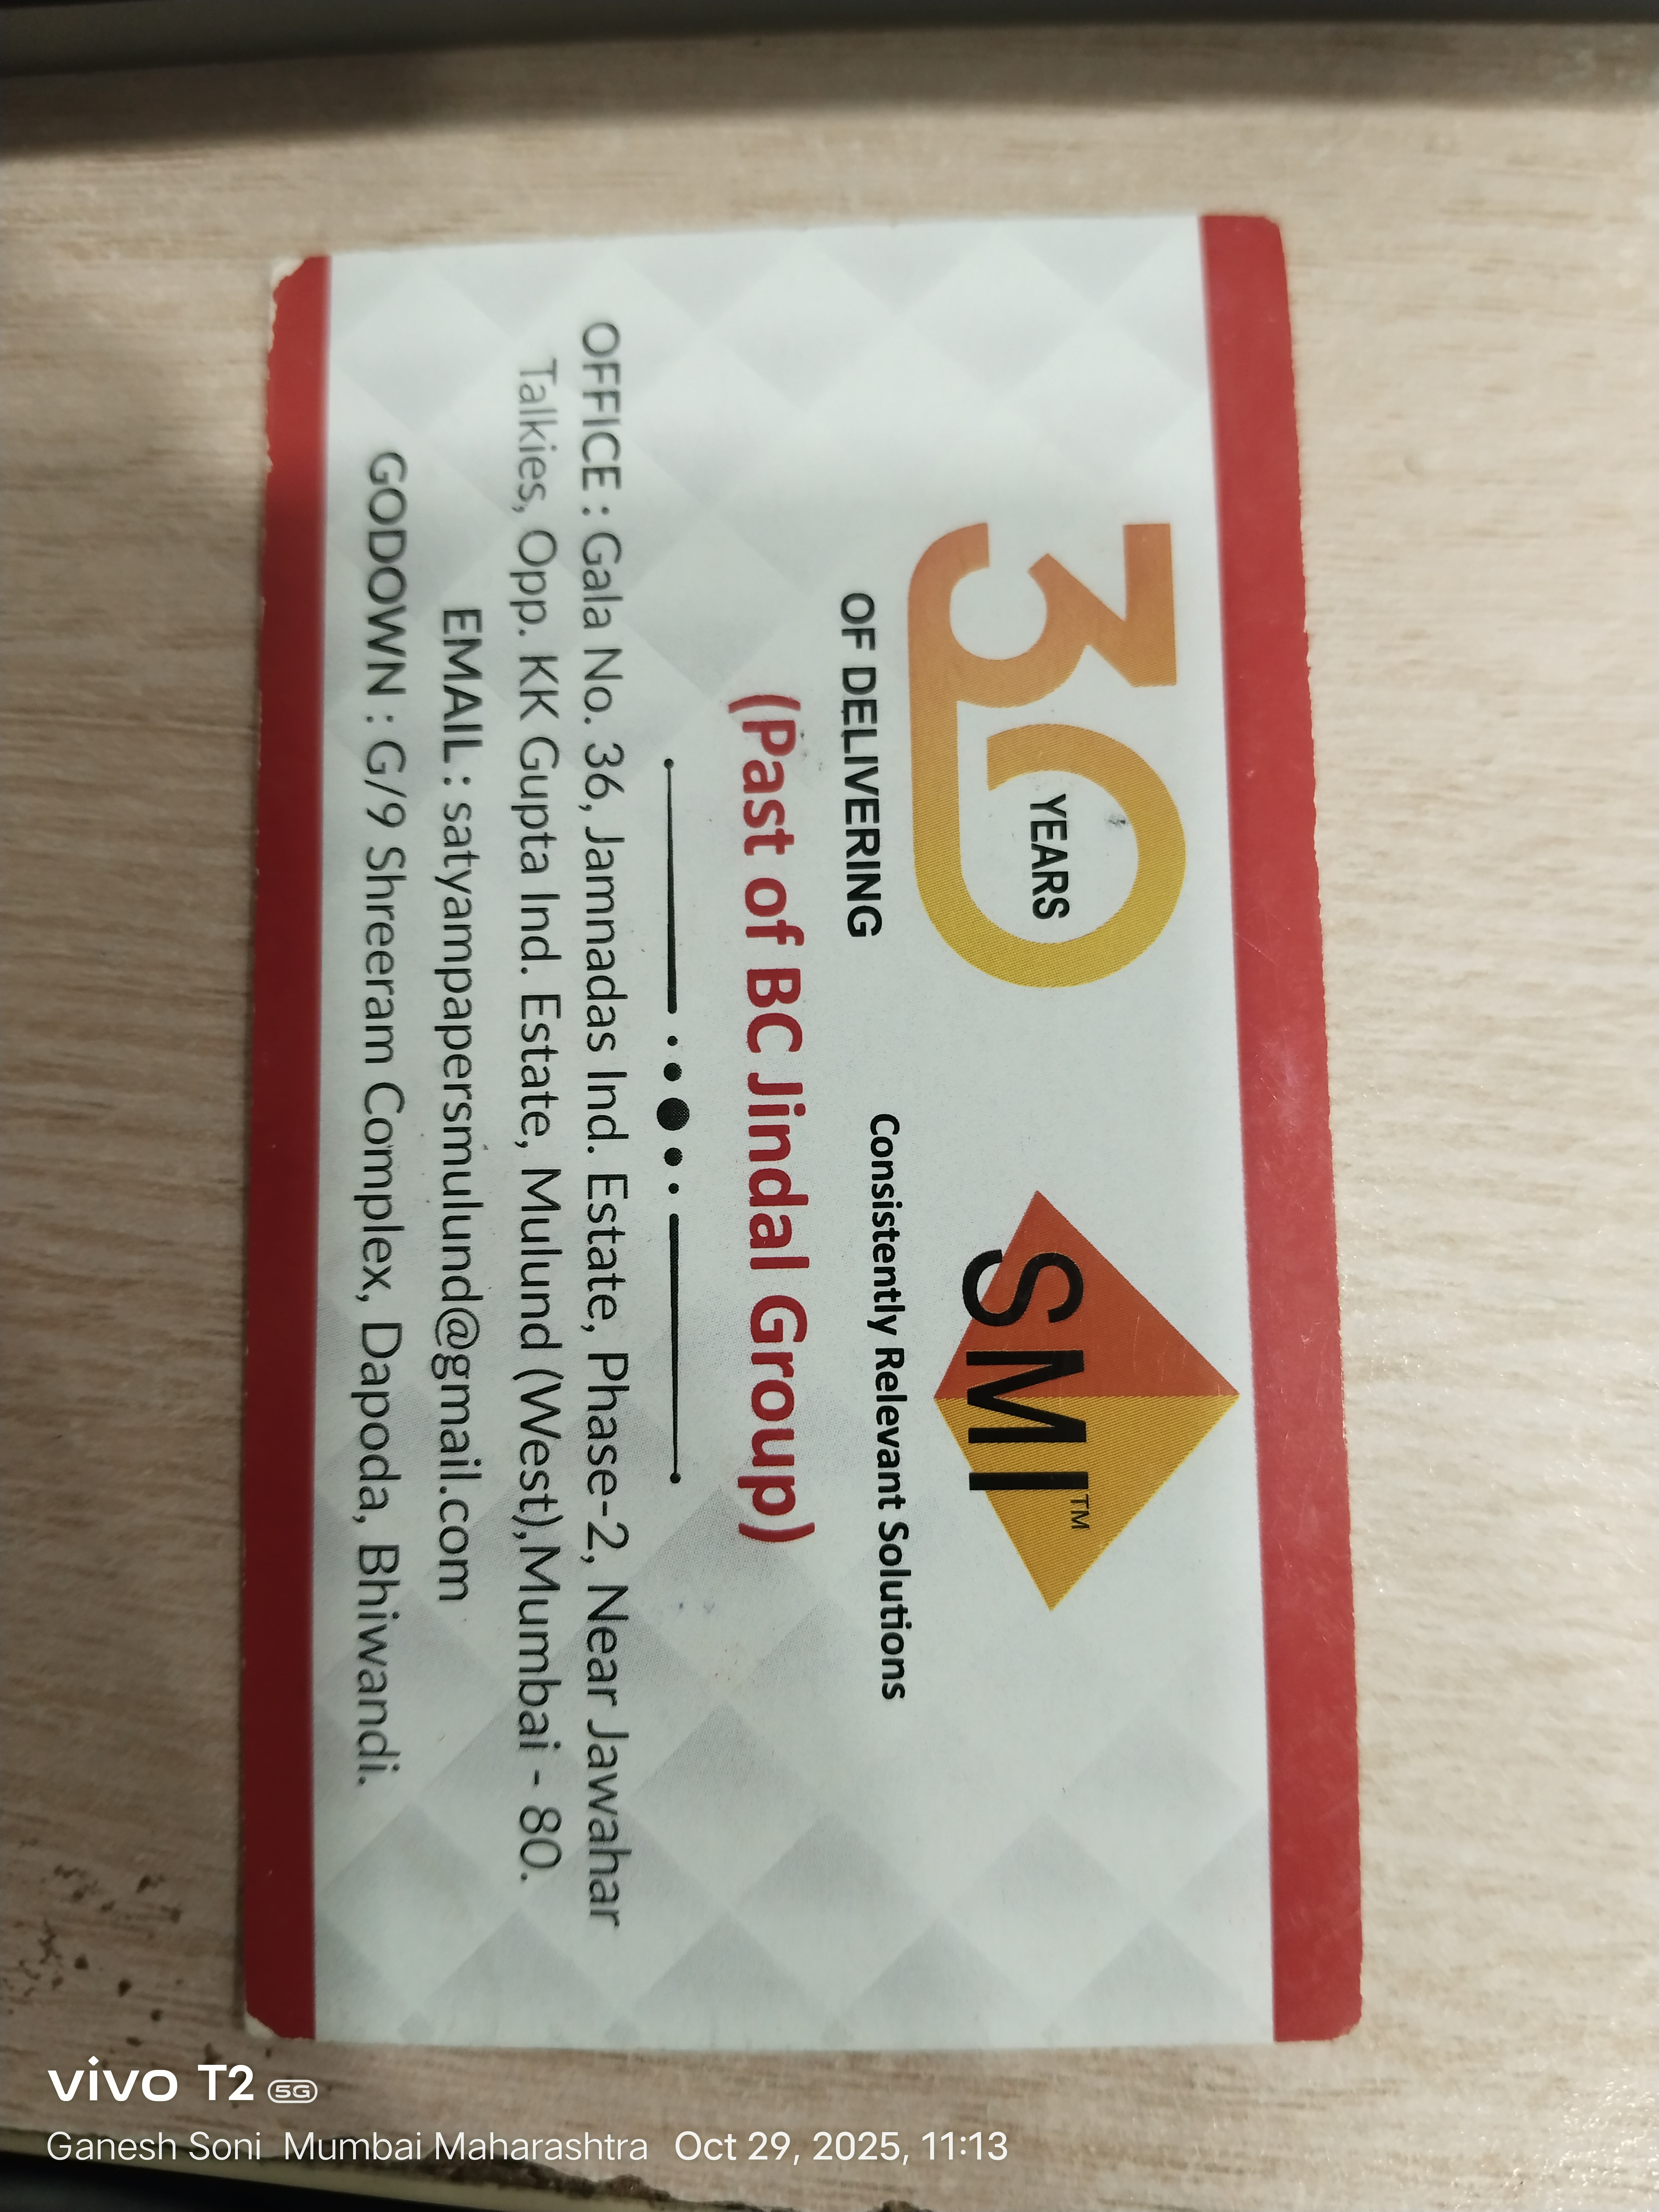 30 YEARS
OF DELIVERING
SMI™
Consistently Relevant Solutions
(Past of BC Jindal Group)
OFFICE : Gala No. 36, Jamnadas Ind. Estate, Phase-2, Near Jawahar
Talkies, Opp. KK Gupta Ind. Estate, Mulund (West),Mumbai - 80.
EMAIL : satyampapersmulund@gmail.com
GODOWN : G/9 Shreeram Complex, Dapoda, Bhiwandi.
vivo T2 5G
Ganesh Soni Mumbai Maharashtra Oct 29, 2025, 11:13